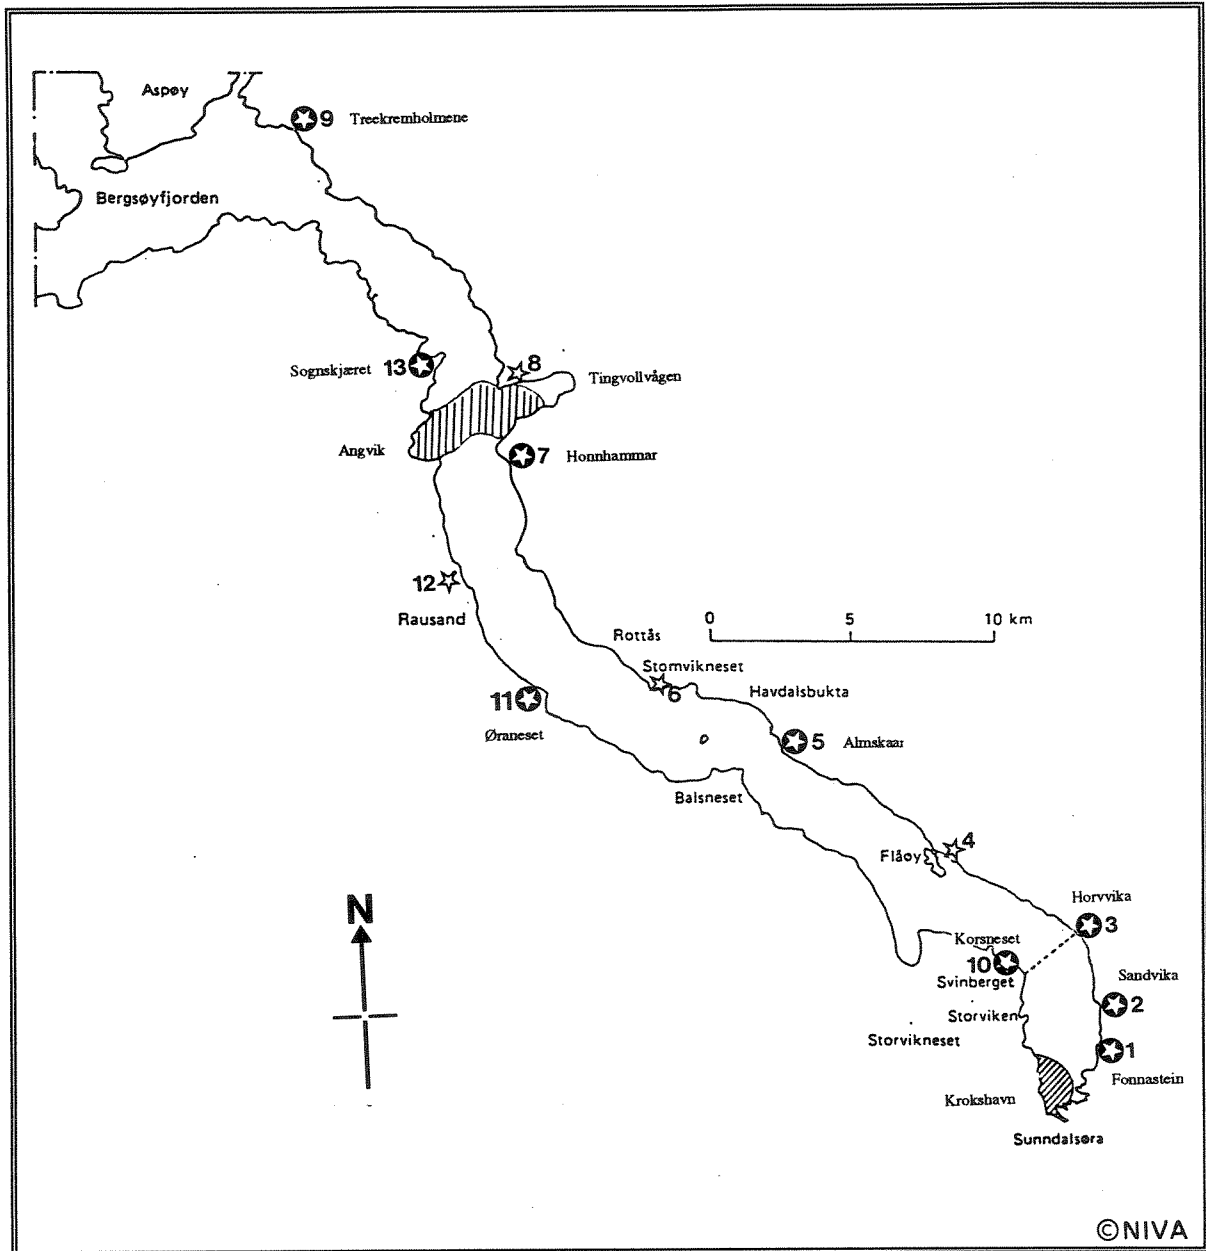 Aspøy
9 Treekremholmene
Bergsøyfjorden
8
Sognskjæret 13
Tingvollvågen
Angvik
7 Honnhammar
12
Rausand
0 5 10 km
Rottås
Stomvikneset
6
Havdalsbukta
11
Øraneset
5 Almskaar
Balsneset
4
Flåøy
Horvvika
3
Korsneset
10
Svinberget
Sandvika
2
Storviken
Storvikneset
1
Fonnastein
Krokshavn
Sunndalsøra
N
©NIVA